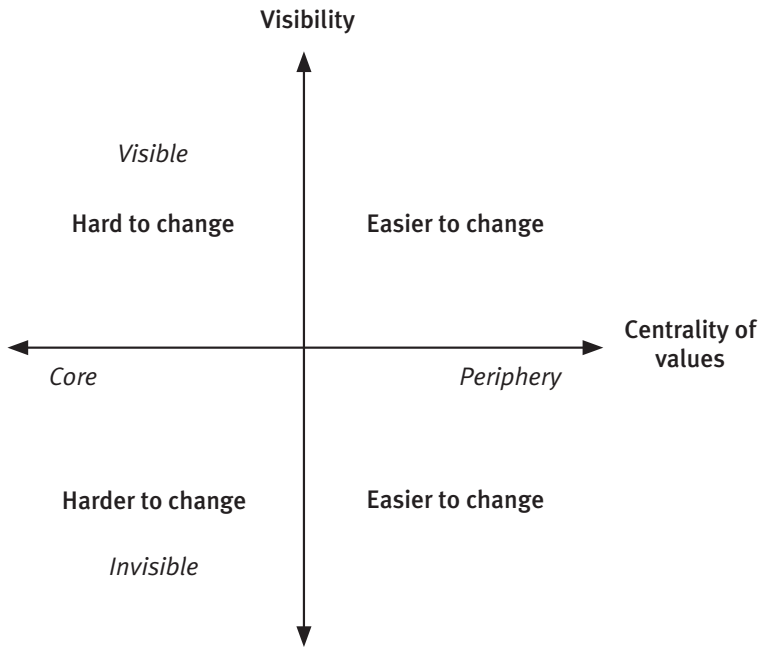 Visibility
Visible
Hard to change
Easier to change
Centrality of
values
Core
Periphery
Harder to change
Easier to change
Invisible